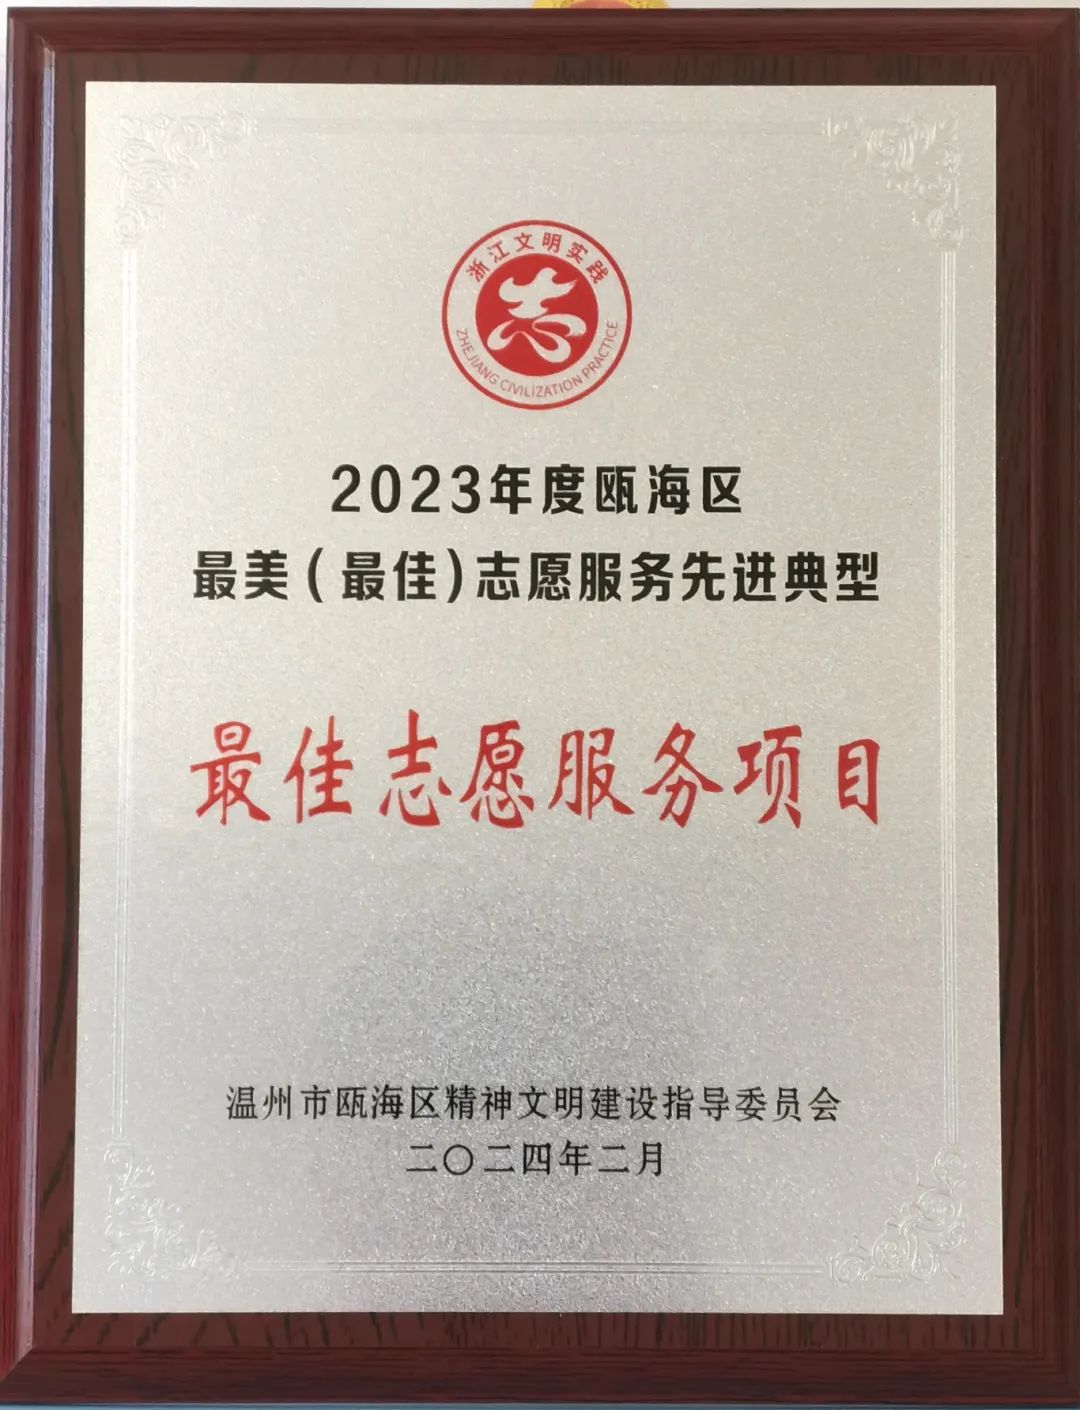 浙江文明实践
志
ZHEJIANG CIVILIZATION PRACTICE
2023年度瓯海区
最美(最佳)志愿服务先进典型
最佳志愿服务项目
温州市瓯海区精神文明建设指导委员会
二〇二四年二月